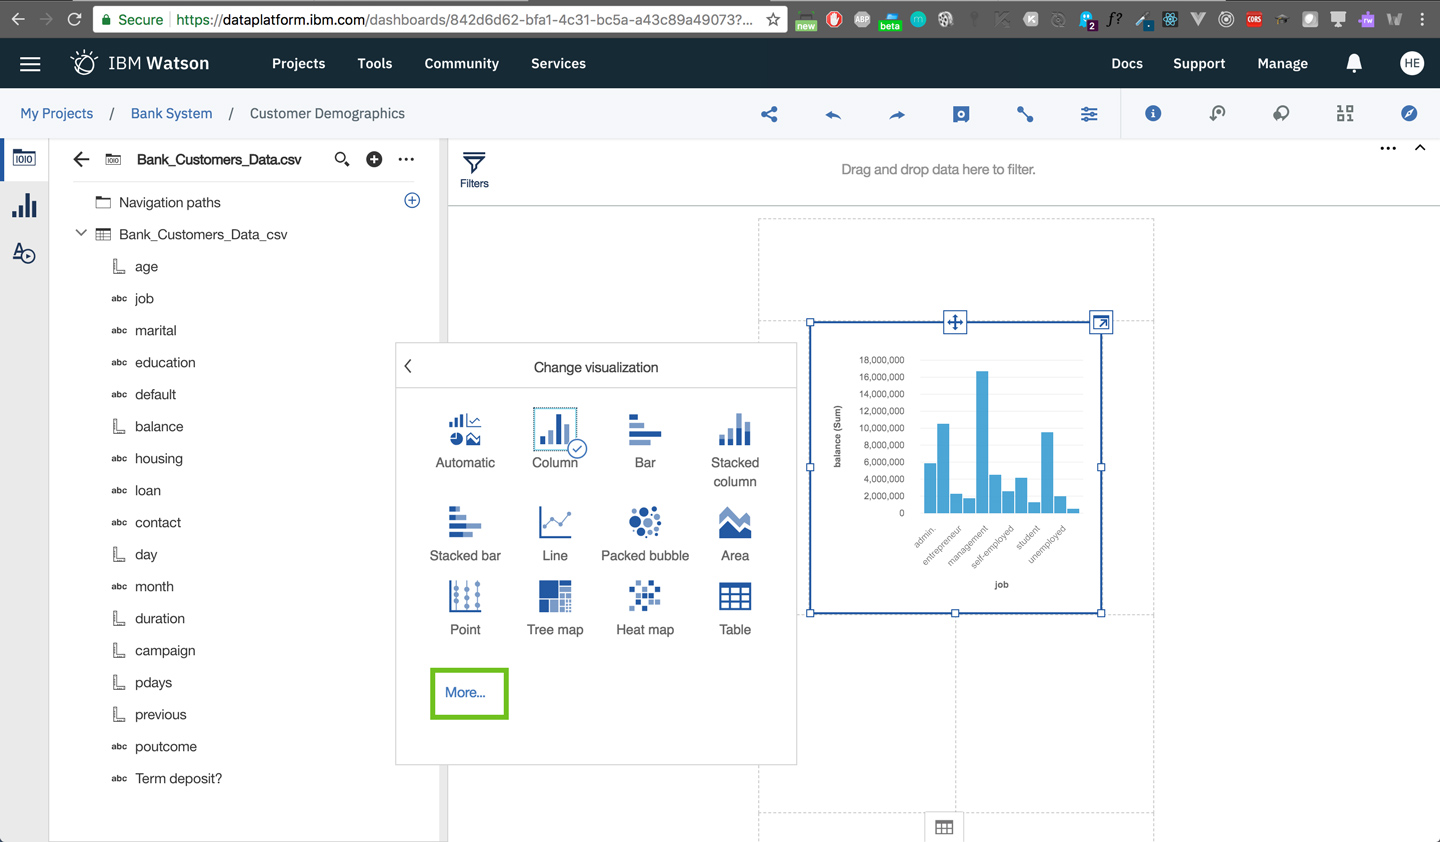 Secure
https://dataplatform.ibm.com/dashboards/842d6d62-bfa1-4c31-bc5a-a43c89a49073?...
new
ABP
beta
m
K
2
f?
CORS
rw
IBM Watson
Projects
Tools
Community
Services
Docs
Support
Manage
HE
My Projects / Bank System / Customer Demographics
Bank_Customers_Data.csv
Navigation paths
Bank_Customers_Data_csv
age
abc job
abc marital
abc education
abc default
balance
abc housing
abc loan
abc contact
day
abc month
duration
campaign
pdays
previous
abc poutcome
abc Term deposit?
Filters
Drag and drop data here to filter.
Change visualization
Automatic
Column
Bar
Stacked column
Stacked bar
Line
Packed bubble
Area
Point
Tree map
Heat map
Table
More...
balance (Sum)
18,000,000
16,000,000
14,000,000
12,000,000
10,000,000
8,000,000
6,000,000
4,000,000
2,000,000
0
admin.
entrepreneur
management
self-employed
student
unemployed
job